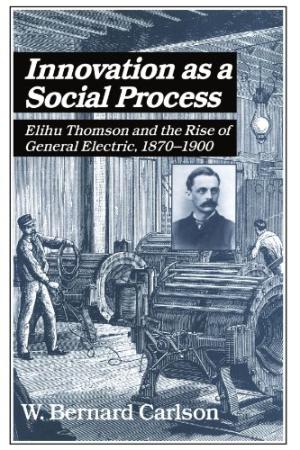 Innovation as a
Social Process
Elihu Thomson and the Rise of
General Electric, 1870–1900
W. Bernard Carlson